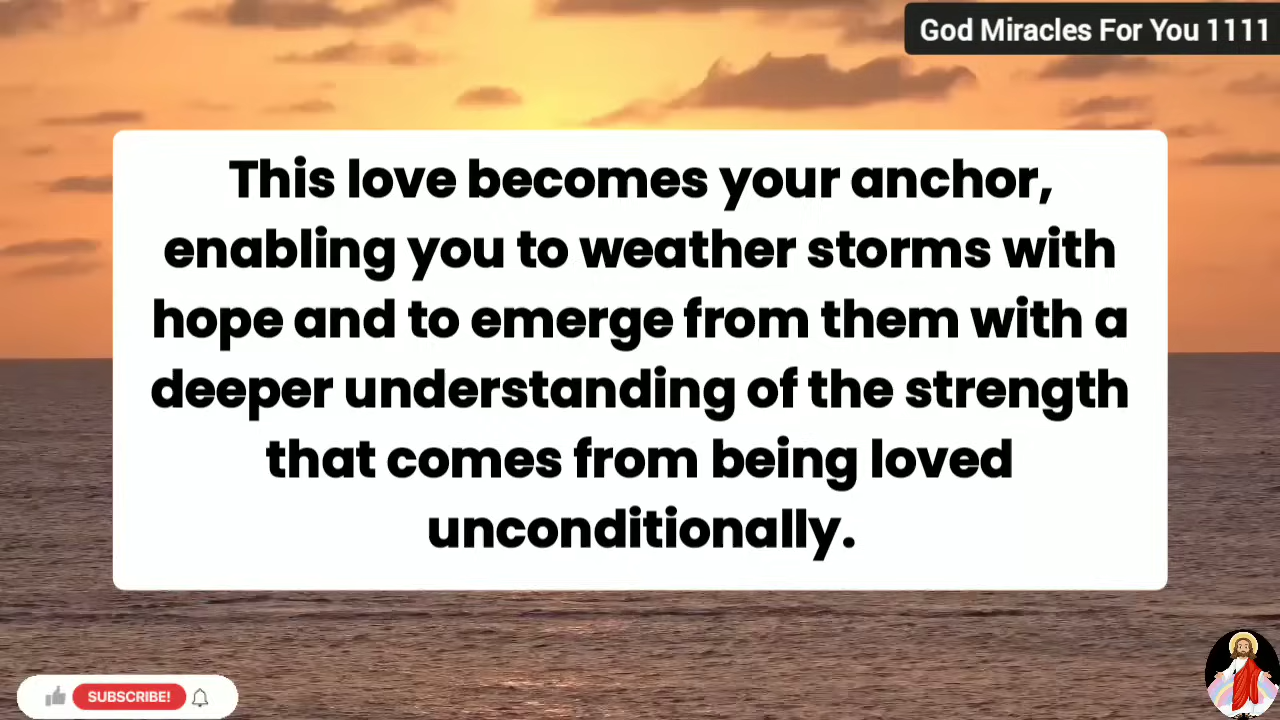 God Miracles For You 1111
This love becomes your anchor,
enabling you to weather storms with
hope and to emerge from them with a
deeper understanding of the strength
that comes from being loved
unconditionally.
SUBSCRIBE!